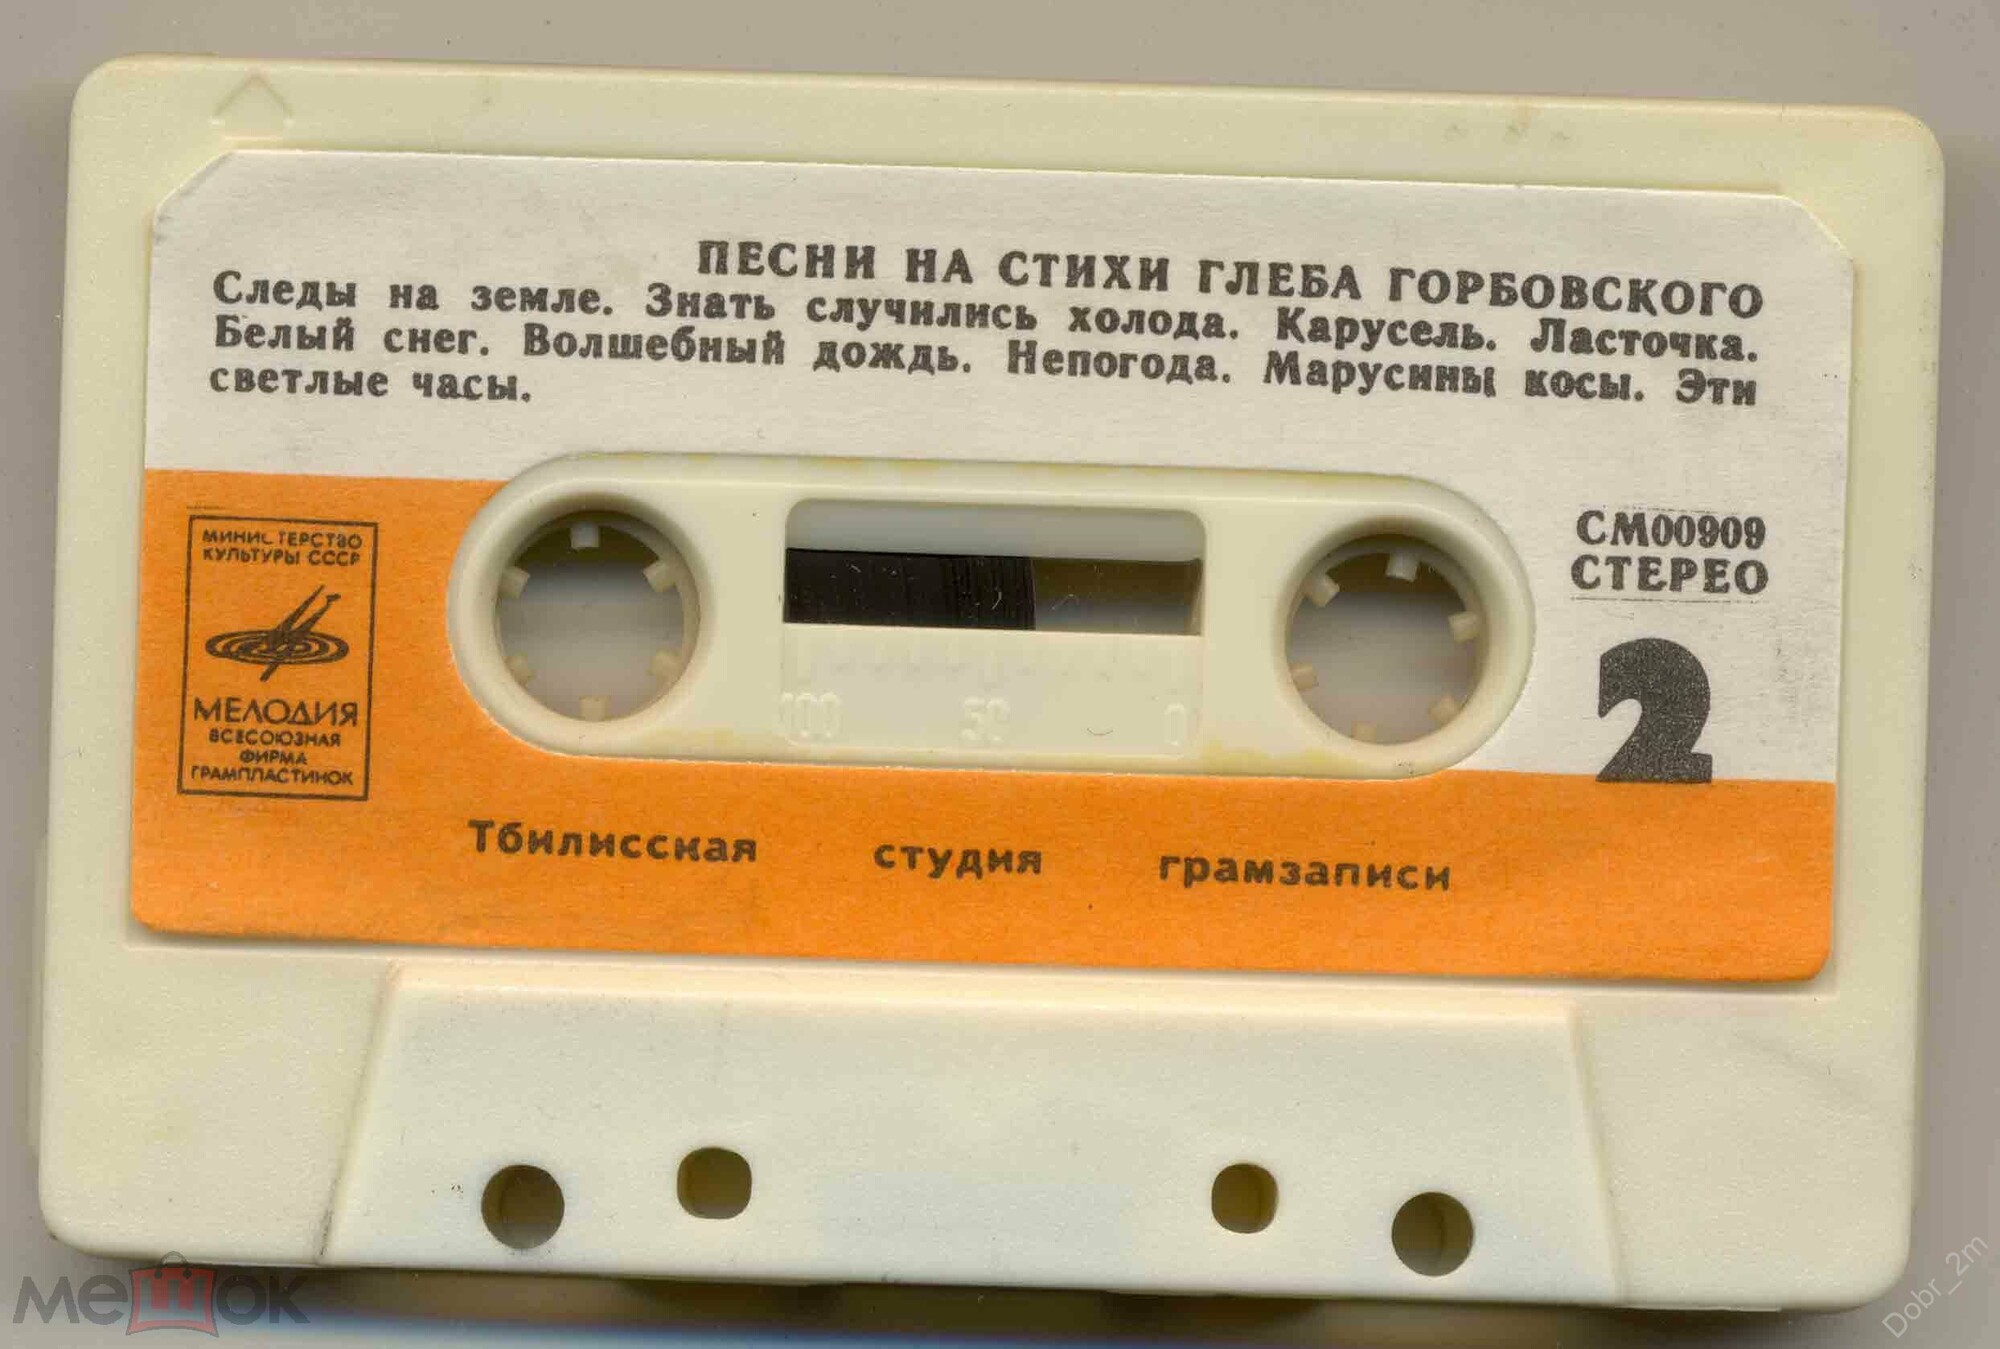 ПЕСНИ НА СТИХИ ГЛЕБА ГОРБОВСКОГО
Следы на земле. Знать случились холода. Карусель. Ласточка.
Белый снег. Волшебный дождь. Непогода. Марусины косы. Эти
светлые часы.
МИНИСТЕРСТВО
КУЛЬТУРЫ СССР
МЕЛОДИЯ
ВСЕСОЮЗНАЯ
ФИРМА
ГРАМПЛАСТИНОК
100 50 0
СМ00909
СТЕРЕО
2
Тбилисская студия грамзаписи
мешок
Dobr_2m